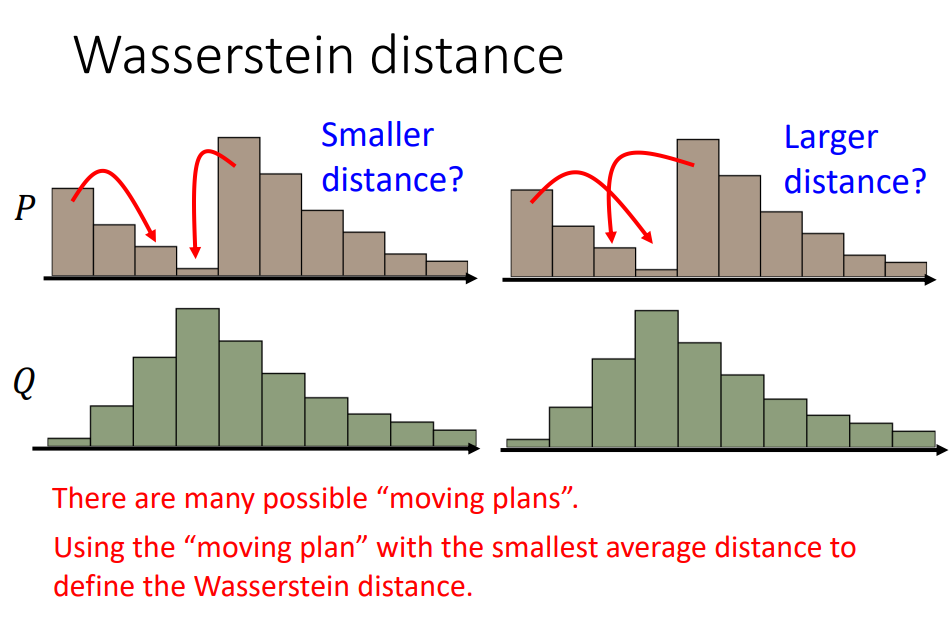 Wasserstein distance
Smaller
distance?
Larger
distance?
P
Q
There are many possible “moving plans”.
Using the “moving plan” with the smallest average distance to
define the Wasserstein distance.